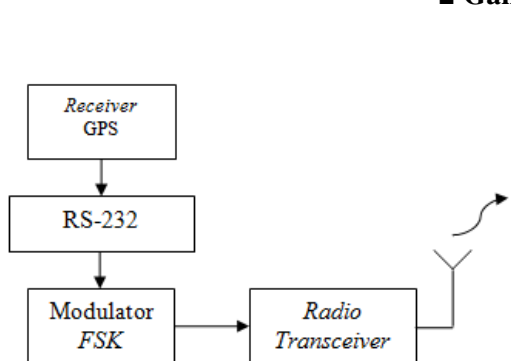 Receiver
GPS
RS-232
Modulator
FSK
Radio
Transceiver